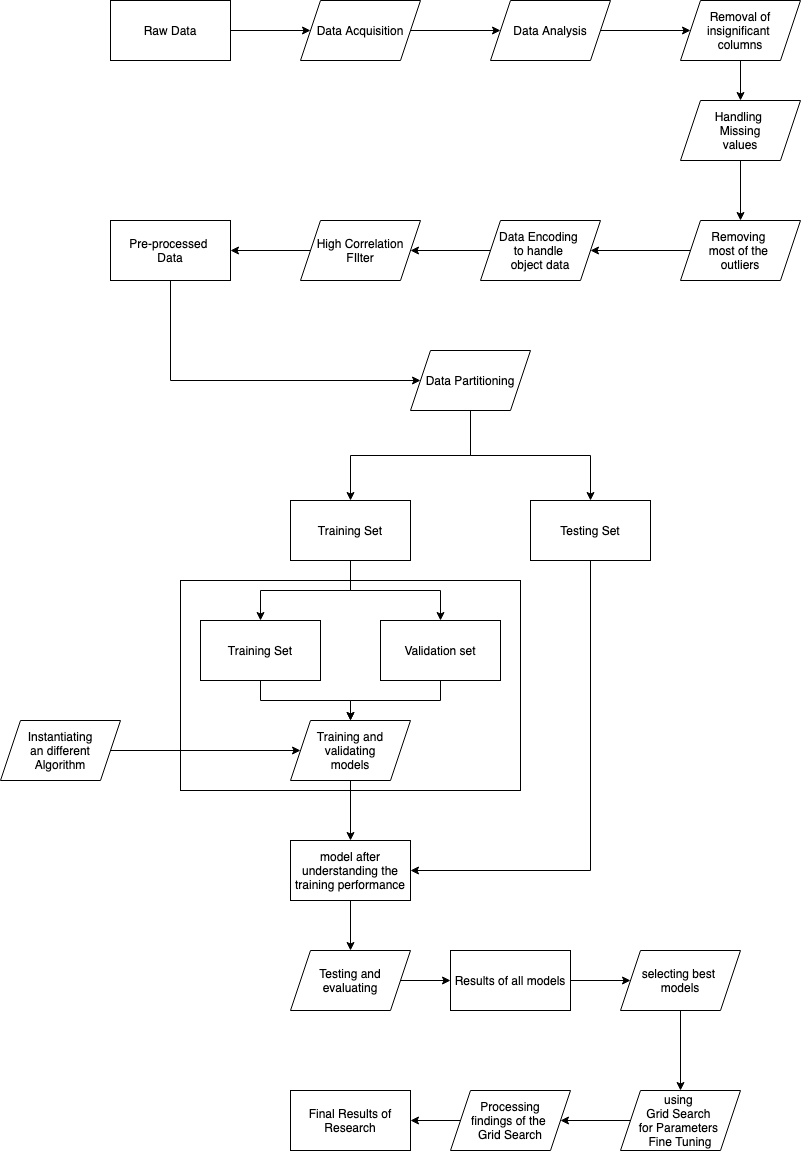 Raw Data
Data Acquisition
Data Analysis
Removal of
insignificant
columns
Handling
Missing
values
Removing
most of the
outliers
Data Encoding
to handle
object data
High Correlation
FIlter
Pre-processed
Data
Data Partitioning
Training Set
Testing Set
Training Set
Validation set
Instantiating
an different
Algorithm
Training and
validating
models
model after
understanding the
training performance
Testing and
evaluating
Results of all models
selecting best
models
using
Grid Search
for Parameters
Fine Tuning
Processing
findings of the
Grid Search
Final Results of
Research